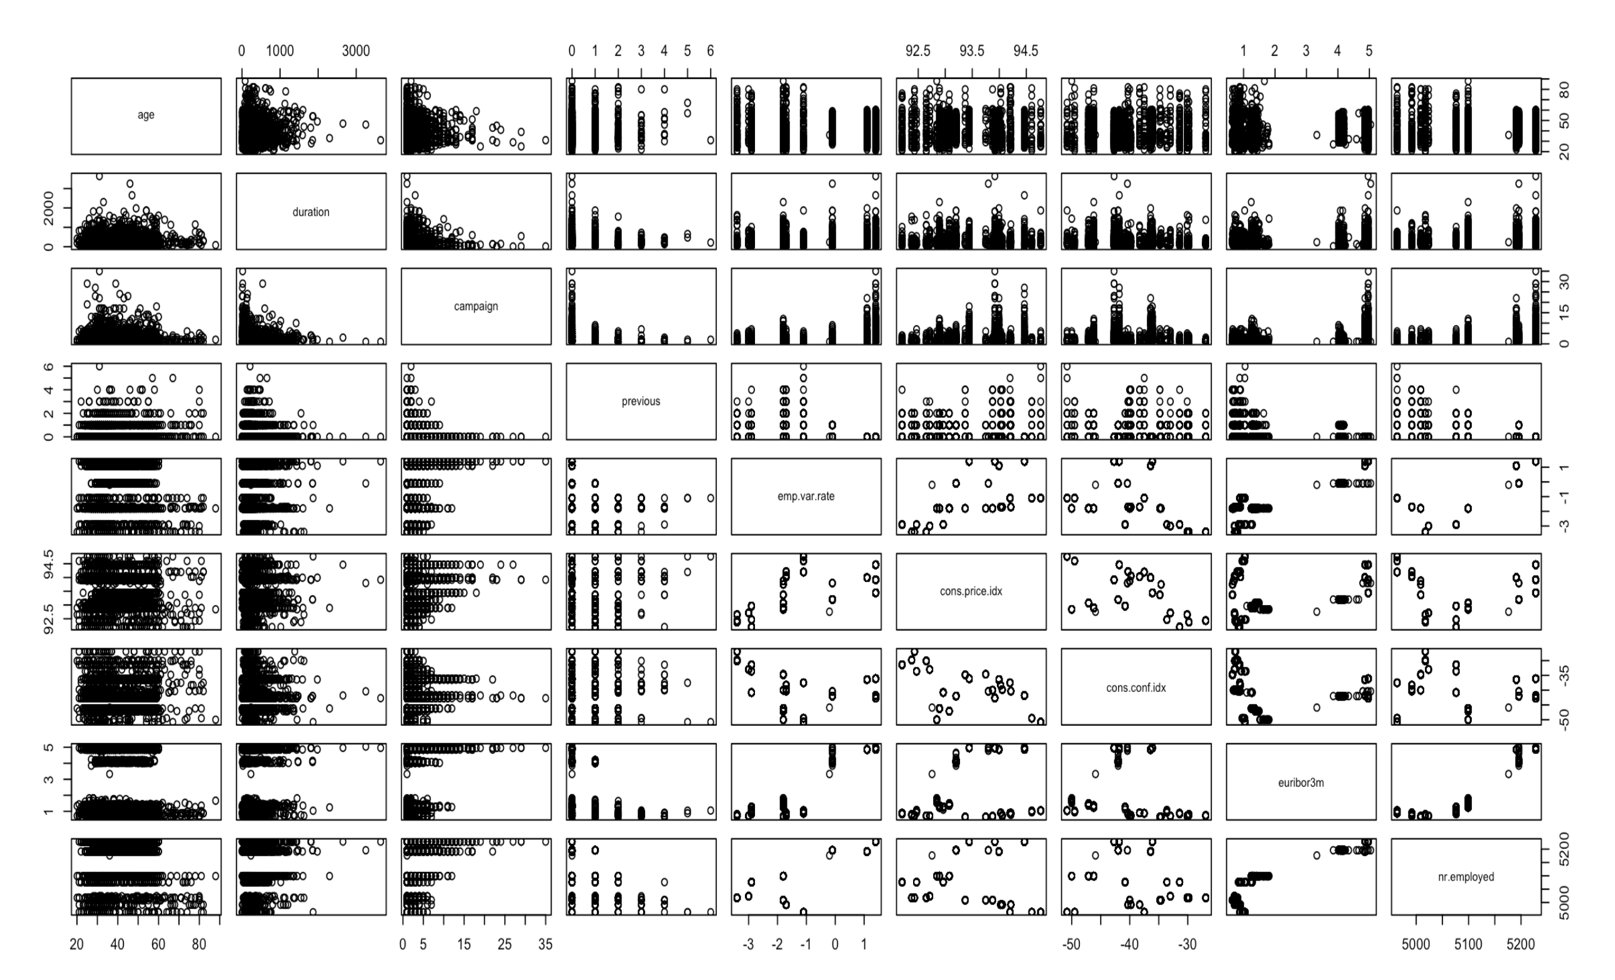 0 1000 3000 0 1 2 3 4 5 6 92.5 93.5 94.5 1 2 3 4 5
age 20 50 80
0 2000 duration
campaign 0 15 30
0 2 4 6 previous
emp.var.rate -3 -1 1
92.5 94.5 cons.price.idx
cons.conf.idx -50 -35
1 3 5 euribor3m
nr.employed 5000 5200
20 40 60 80 0 5 15 25 35 -3 -2 -1 0 1 -50 -40 -30 5000 5100 5200